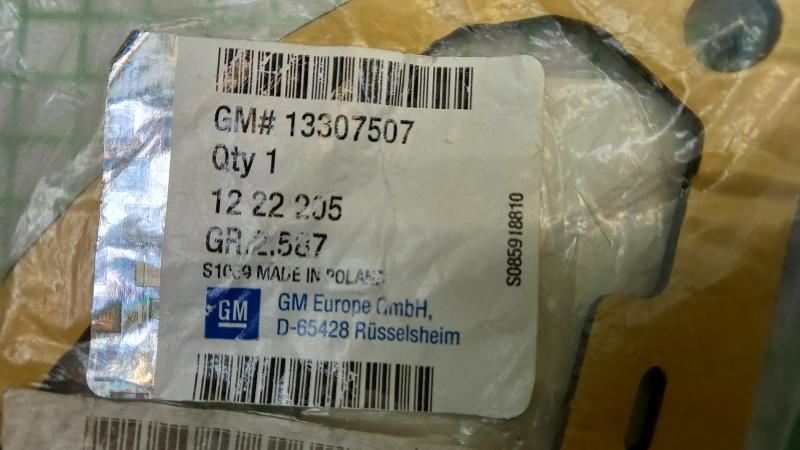 GM# 13307507
Qty 1
12 22 205
GR.2.587
MADE IN POLAND
GM
GM Europe GmbH,
D-65428 Rüsselsheim
S085918810